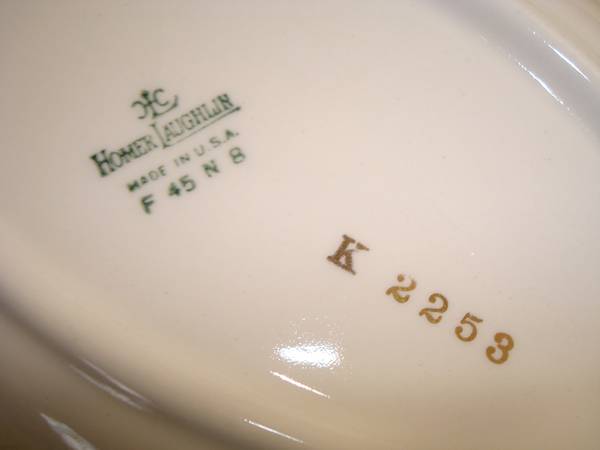 HLC
HOMER LAUGHLIN
MADE IN U.S.A.
F 45 N 8
K 2253